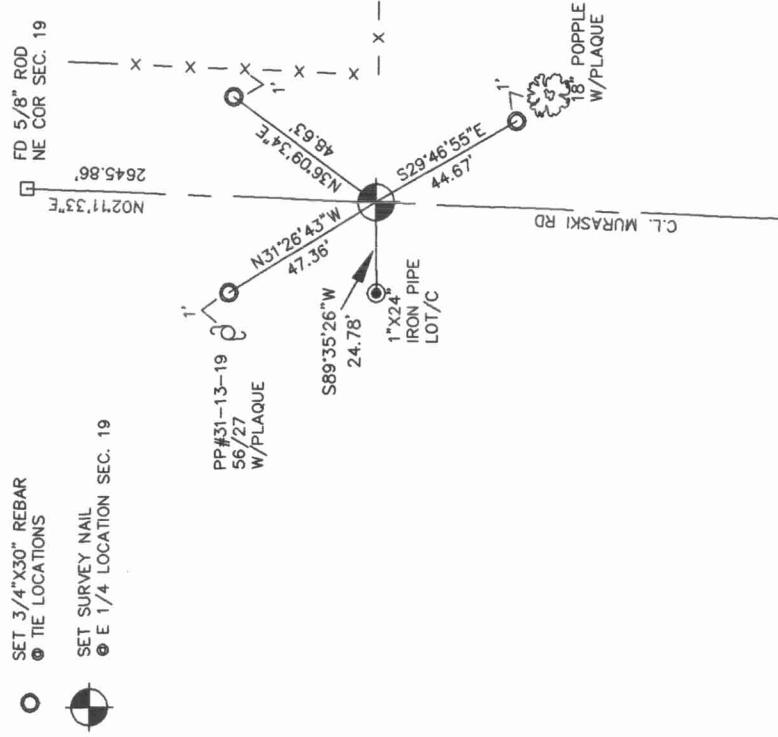 SET 3/4"X30" REBAR
@ TIE LOCATIONS
SET SURVEY NAIL
@ E 1/4 LOCATION SEC. 19
FD 5/8" ROD
NE COR SEC. 19
N02°11'33"E
2645.86'
X
X
X
X
X
X
1'
N36°09'34"E
48.63'
1'
PP#31-13-19
56/27
W/PLAQUE
N31°26'43"W
47.36'
S89°35'26"W
24.78'
1"X24"
IRON PIPE
LOT/C
S29°46'55"E
44.67'
1'
18" POPPLE
W/PLAQUE
C.L. MURASKI RD